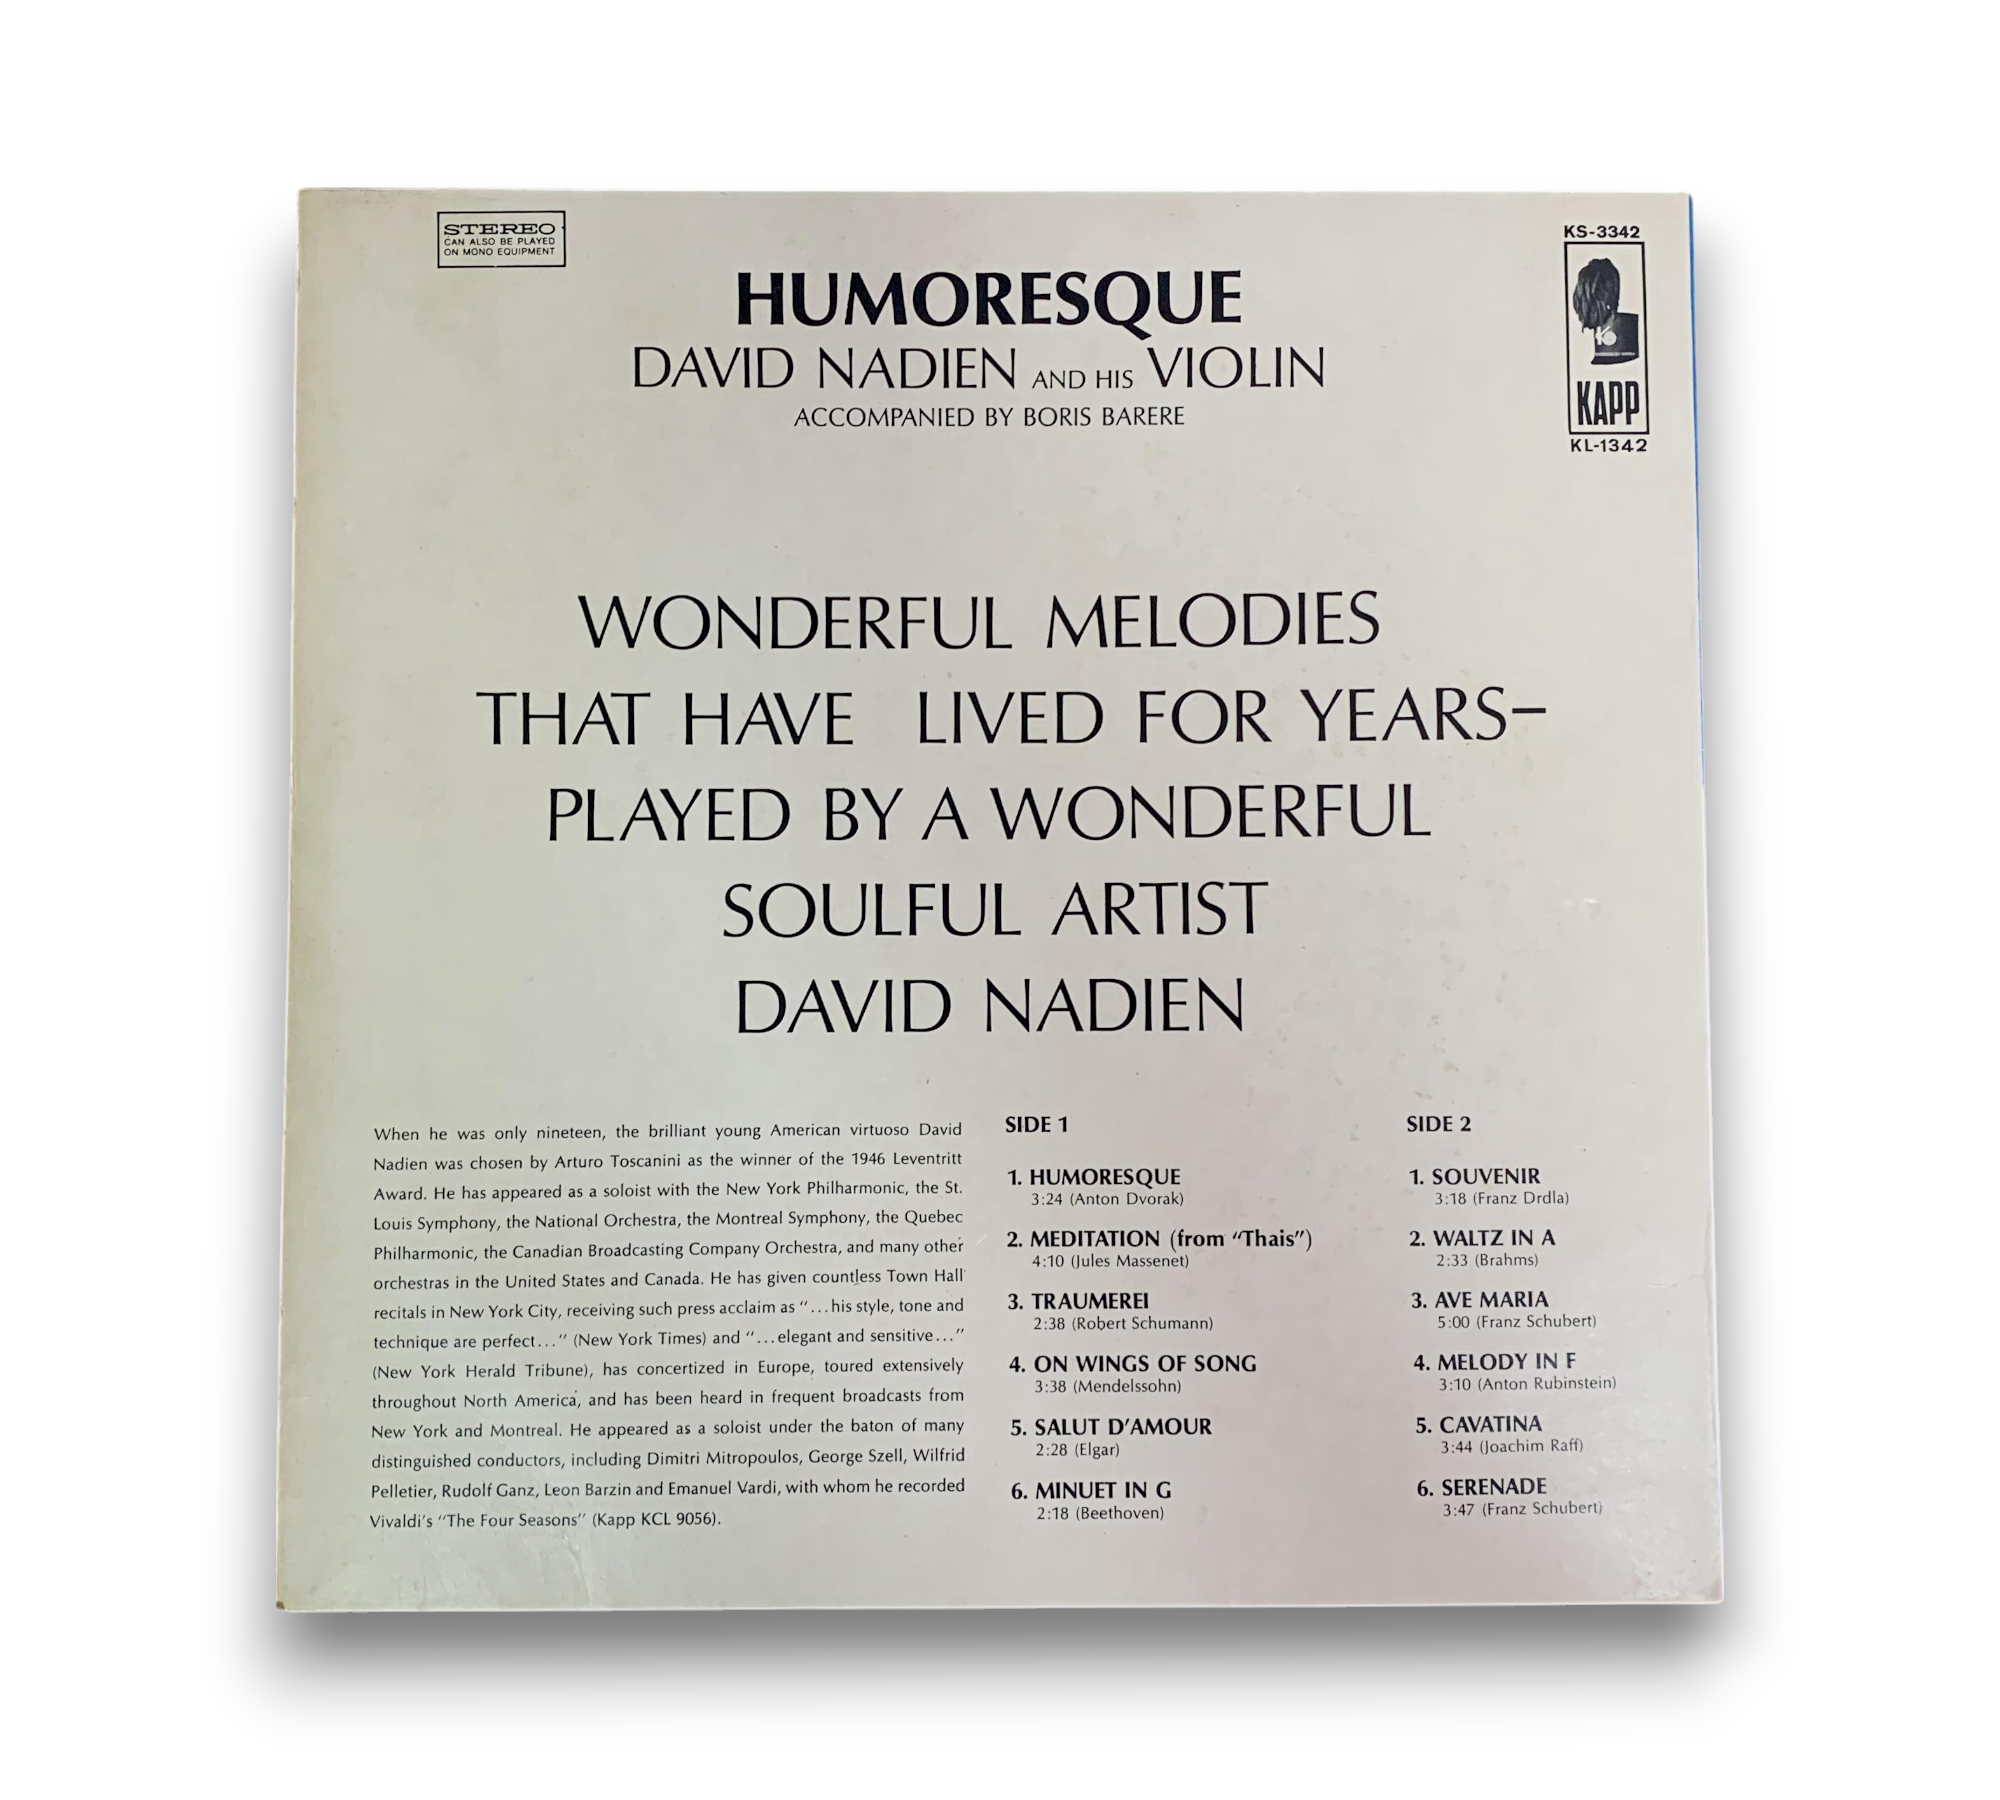 STEREO
CAN ALSO BE PLAYED
ON MONO EQUIPMENT
KS-3342
KAPP
KL-1342
HUMORESQUE
DAVID NADIEN AND HIS VIOLIN
ACCOMPANIED BY BORIS BARERE
WONDERFUL MELODIES
THAT HAVE LIVED FOR YEARS–
PLAYED BY A WONDERFUL
SOULFUL ARTIST
DAVID NADIEN
When he was only nineteen, the brilliant young American virtuoso David
Nadien was chosen by Arturo Toscanini as the winner of the 1946 Leventritt
Award. He has appeared as a soloist with the New York Philharmonic, the St.
Louis Symphony, the National Orchestra, the Montreal Symphony, the Quebec
Philharmonic, the Canadian Broadcasting Company Orchestra, and many other
orchestras in the United States and Canada. He has given countless Town Hall
recitals in New York City, receiving such press acclaim as “...his style, tone and
technique are perfect...” (New York Times) and “...elegant and sensitive...”
(New York Herald Tribune), has concertized in Europe, toured extensively
throughout North America, and has been heard in frequent broadcasts from
New York and Montreal. He appeared as a soloist under the baton of many
distinguished conductors, including Dimitri Mitropoulos, George Szell, Wilfrid
Pelletier, Rudolf Ganz, Leon Barzin and Emanuel Vardi, with whom he recorded
Vivaldi's “The Four Seasons” (Kapp KCL 9056).
SIDE 1
1. HUMORESQUE
3:24 (Anton Dvorak)
2. MEDITATION (from “Thais”)
4:10 (Jules Massenet)
3. TRAUMEREI
2:38 (Robert Schumann)
4. ON WINGS OF SONG
3:38 (Mendelssohn)
5. SALUT D'AMOUR
2:28 (Elgar)
6. MINUET IN G
2:18 (Beethoven)
SIDE 2
1. SOUVENIR
3:18 (Franz Drdla)
2. WALTZ IN A
2:33 (Brahms)
3. AVE MARIA
5:00 (Franz Schubert)
4. MELODY IN F
3:10 (Anton Rubinstein)
5. CAVATINA
3:44 (Joachim Raff)
6. SERENADE
3:47 (Franz Schubert)